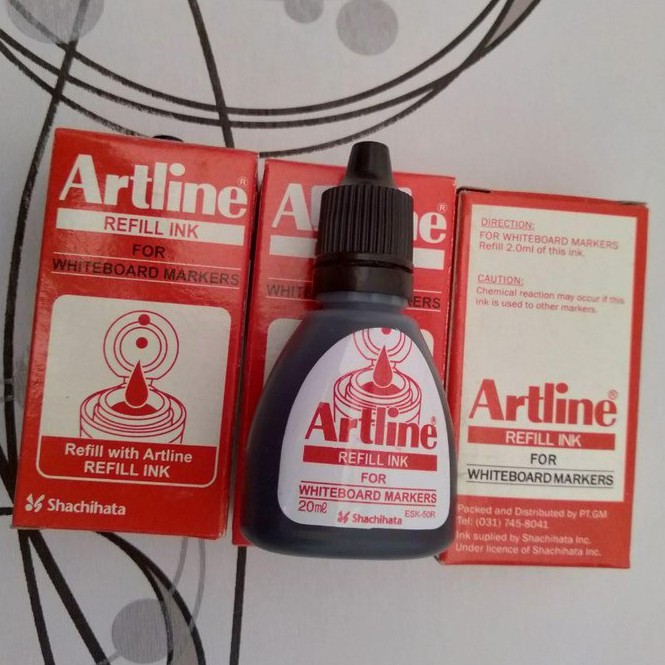 Artline®
REFILL INK
FOR
WHITEBOARD MARKERS
Refill with Artline
REFILL INK
Shachihata
Artline®
REFILL INK
FOR
WHITEBOARD MARKERS
20ml
Shachihata
ESK-50R
DIRECTION:
FOR WHITEBOARD MARKERS
Refill 2.0ml of this ink.
CAUTION:
Chemical reaction may occur if this
ink is used to other markers.
Artline®
REFILL INK
FOR
WHITEBOARD MARKERS
Packed and Distributed by PT.GM
Tel: (031) 745-8041
Ink suplied by Shachihata Inc.
Under licence of Shachihata Inc.